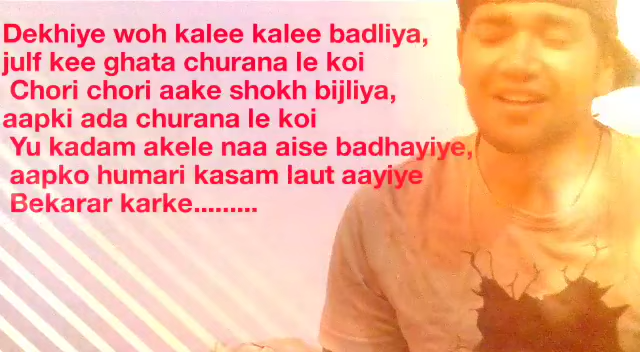 Dekhiye woh kalee kalee badliya,
julf kee ghata churana le koi
Chori chori aake shokh bijliya,
aapki ada churana le koi
Yu kadam akele naa aise badhayiye,
aapko humari kasam laut aayiye
Bekarar karke.........